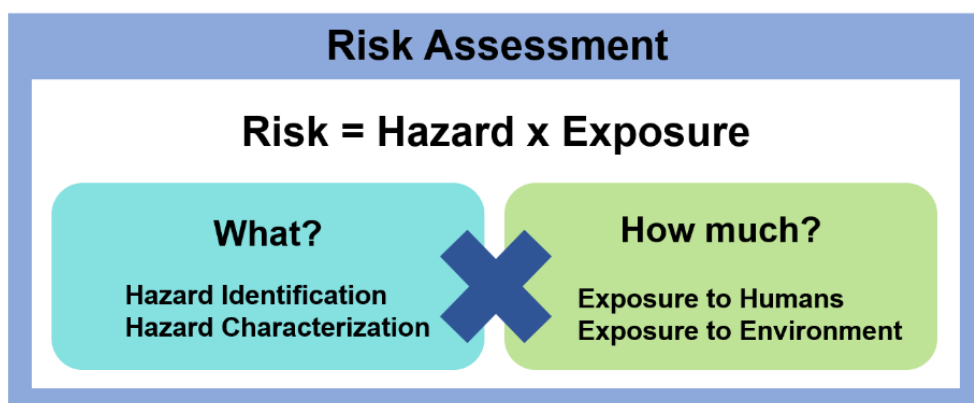 Risk Assessment
Risk = Hazard x Exposure
What?
Hazard Identification
Hazard Characterization
How much?
Exposure to Humans
Exposure to Environment